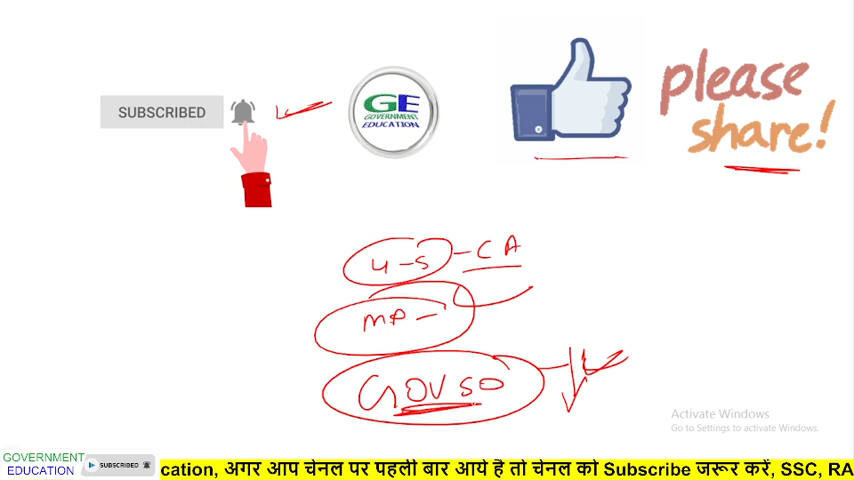 SUBSCRIBED
GE
GOVERNMENT
EDUCATION
please
share!
4-5 - CA
MP -
GOVSO
Activate Windows
Go to Settings to activate Windows.
GOVERNMENT
EDUCATION
SUBSCRIBED
cation, अगर आप चेनल पर पहली बार आये है तो चेनल को Subscribe जरूर करें, SSC, RA